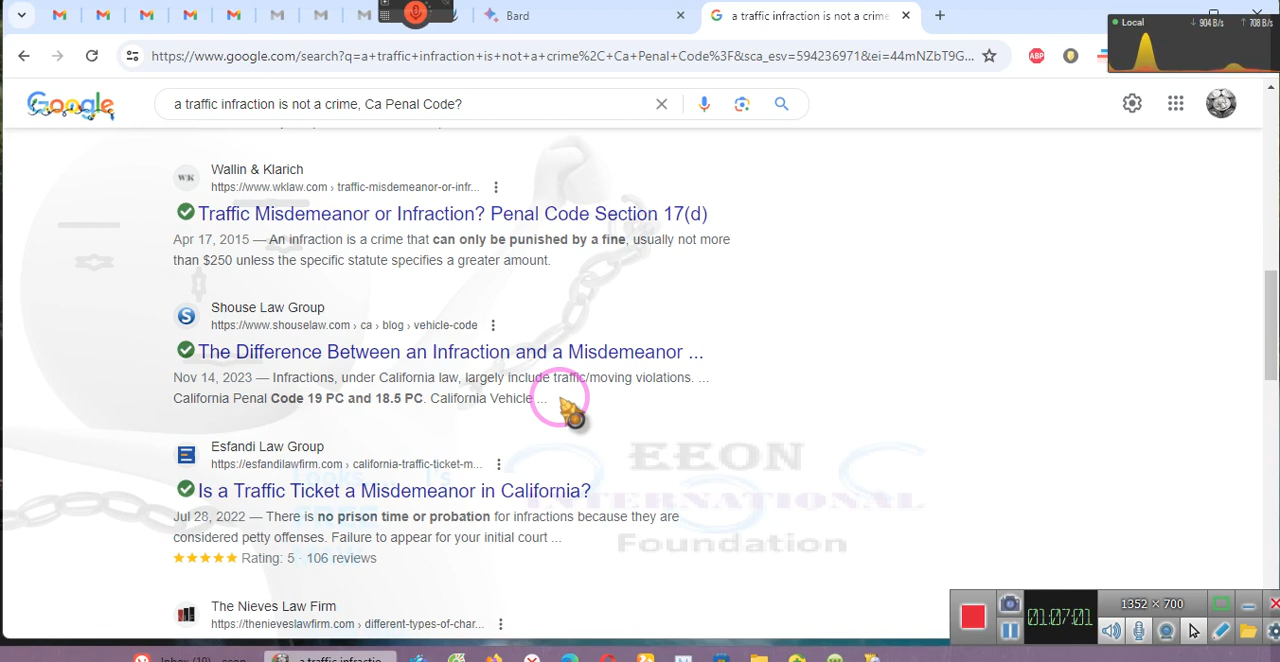 Bard
a traffic infraction is not a crime
Local
904 B/s
708 B/s
https://www.google.com/search?q=a+traffic+infraction+is+not+a+crime%2C+Ca+Penal+Code%3F&sca_esv=594236971&ei=44mNZbT9G...
ABP
Google
a traffic infraction is not a crime, Ca Penal Code?
WK
Wallin & Klarich
https://www.wklaw.com › traffic-misdemeanor-or-infr...
Traffic Misdemeanor or Infraction? Penal Code Section 17(d)
Apr 17, 2015 — An infraction is a crime that can only be punished by a fine, usually not more
than $250 unless the specific statute specifies a greater amount.
S
Shouse Law Group
https://www.shouselaw.com › ca › blog › vehicle-code
The Difference Between an Infraction and a Misdemeanor ...
Nov 14, 2023 — Infractions, under California law, largely include traffic/moving violations. ...
California Penal Code 19 PC and 18.5 PC. California Vehicle ...
Esfandi Law Group
https://esfandilawfirm.com › california-traffic-ticket-m...
Is a Traffic Ticket a Misdemeanor in California?
Jul 28, 2022 — There is no prison time or probation for infractions because they are
considered petty offenses. Failure to appear for your initial court ...
Rating: 5 · 106 reviews
EEON
INTERNATIONAL
Foundation
The Nieves Law Firm
https://thenieveslawfirm.com › different-types-of-char...
1352 × 700
01:07:01
a traffic infractio